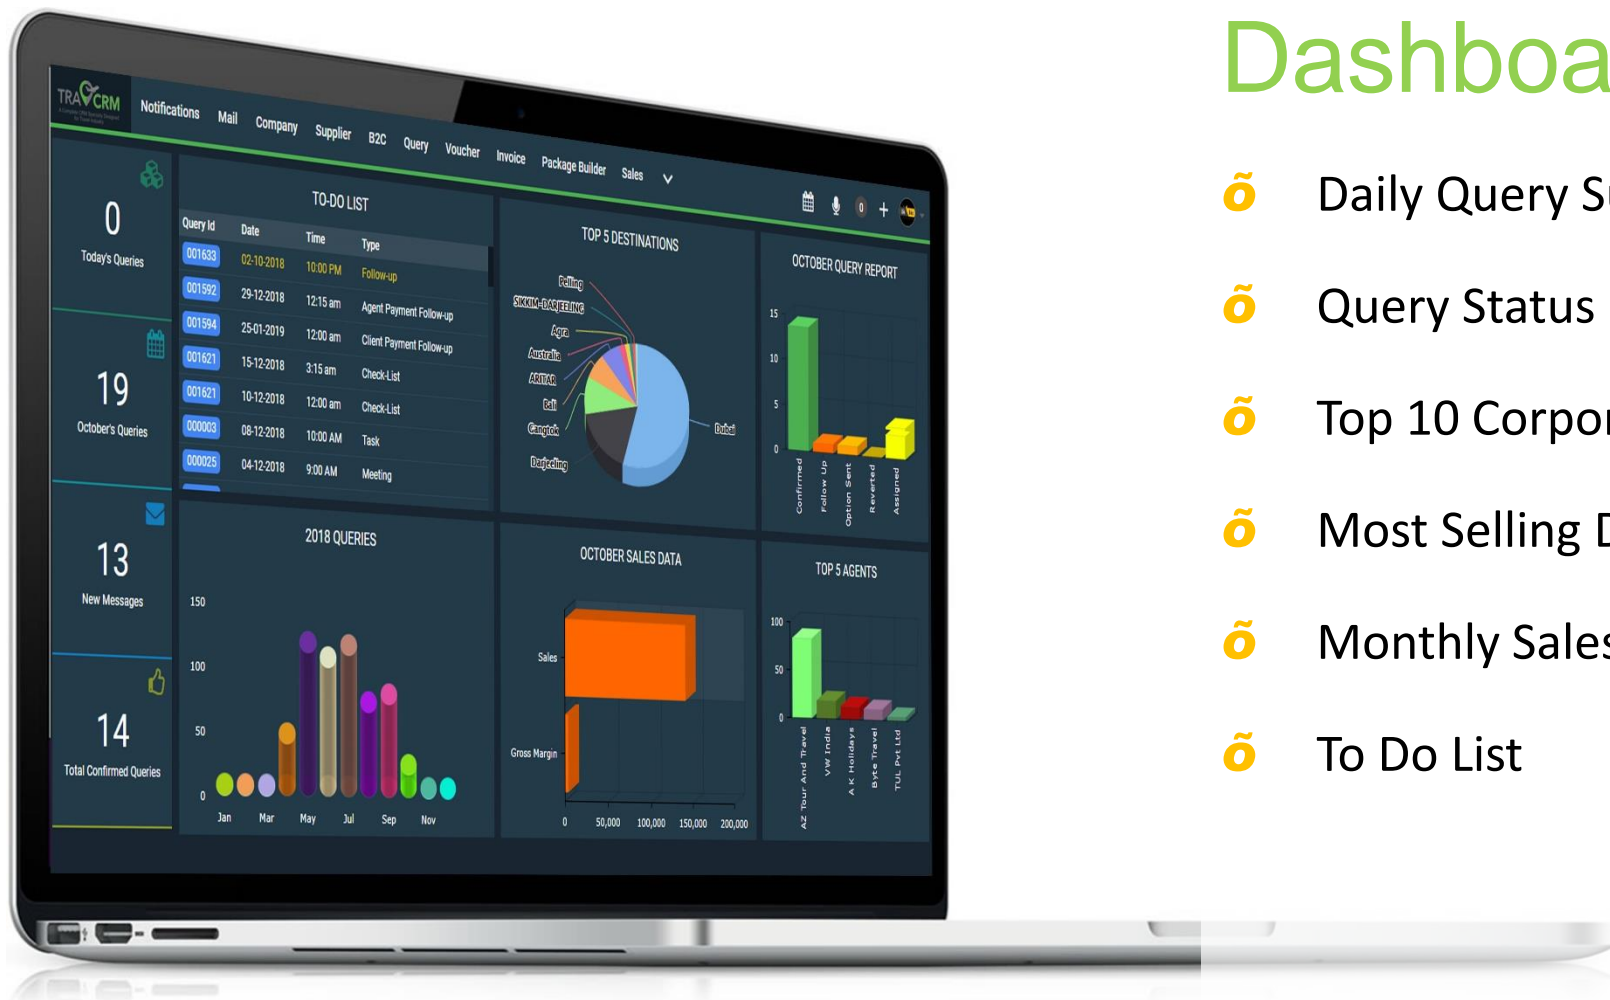 Dashboa
TRAVCRM
Notifications Mail Company Supplier B2C Query Voucher Invoice Package Builder Sales
0
0
Today's Queries
19
October's Queries
13
New Messages
14
Total Confirmed Queries
TO-DO LIST
Query Id Date Time Type
001633 02-10-2018 10:00 PM Follow-up
001592 29-12-2018 12:15 am Agent Payment Follow-up
001594 25-01-2019 12:00 am Client Payment Follow-up
001621 15-12-2018 3:15 am Check-List
001621 10-12-2018 12:00 am Check-List
000003 08-12-2018 10:00 AM Task
000025 04-12-2018 9:00 AM Meeting
TOP 5 DESTINATIONS
Pelling
SIKKIM-DARJEELING
Agra
Australia
ARITAR
Bali
Gangtok
Darjeeling
Dubai
OCTOBER QUERY REPORT
15
10
5
0
Confirmed
Follow Up
Option Sent
Reverted
Assigned
2018 QUERIES
150
100
50
0
Jan Mar May Jul Sep Nov
OCTOBER SALES DATA
Sales
Gross Margin
0 50,000 100,000 150,000 200,000
TOP 5 AGENTS
100
50
0
AZ Tour And Travel
VW India
A K Holidays
Byte Travel
TUL Pvt Ltd
õ Daily Query Su
õ Query Status
õ Top 10 Corpor
õ Most Selling D
õ Monthly Sales
õ To Do List